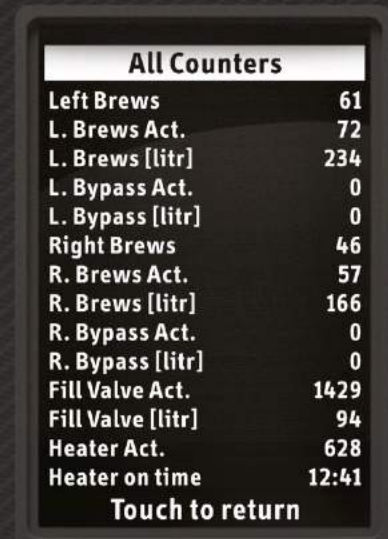 All Counters
Left Brews 61
L. Brews Act. 72
L. Brews [litr] 234
L. Bypass Act. 0
L. Bypass [litr] 0
Right Brews 46
R. Brews Act. 57
R. Brews [litr] 166
R. Bypass Act. 0
R. Bypass [litr] 0
Fill Valve Act. 1429
Fill Valve [litr] 94
Heater Act. 628
Heater on time 12:41
Touch to return